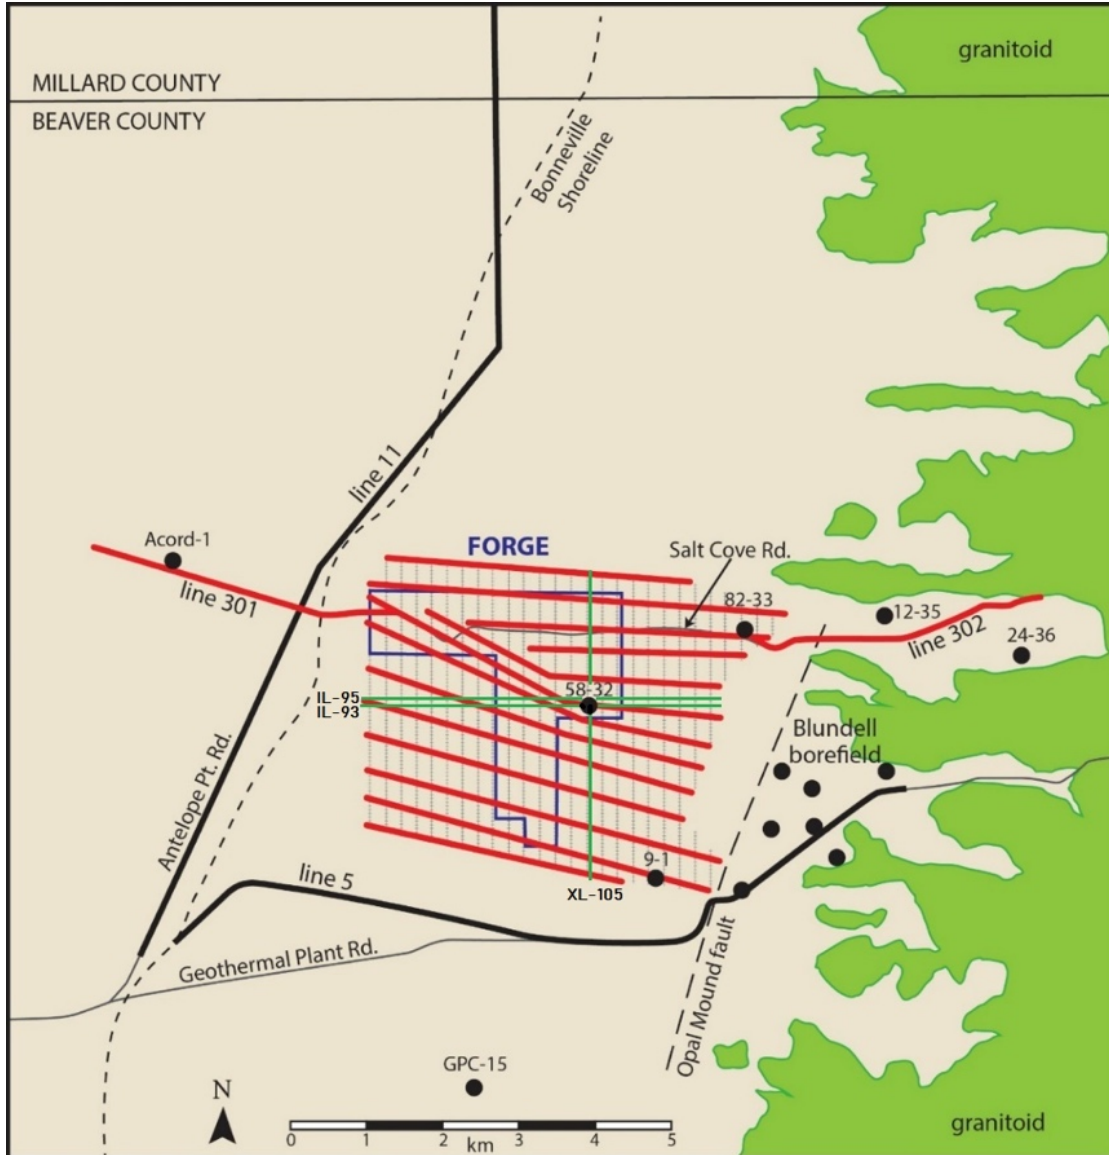 granitoid
MILLARD COUNTY
BEAVER COUNTY
Bonneville
Shoreline
line 11
Acord-1
FORGE
Salt Cove Rd.
line 301
82-33
12-35
line 302
24-36
58-32
IL-95
IL-93
Blundell
borefield
Antelope Pt. Rd.
9-1
line 5
XL-105
Geothermal Plant Rd.
Opal Mound fault
GPC-15
N
0 1 2 3 4 5
km
granitoid